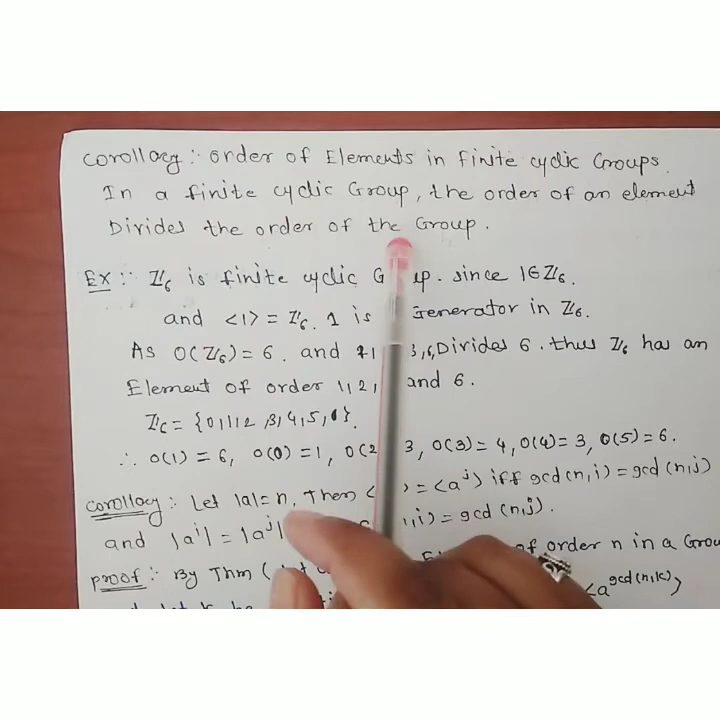 Corollary :- Order of Elements in Finite cyclic Groups.
In a finite cyclic Group, the order of an element
Divides the order of the Group.
Ex :- Z6 is finite cyclic G up. since 1∈Z6.
and <1> = Z6. 1 is Generator in Z6.
As O(Z6) = 6. and 1 3,6, Divides 6. thus Z6 has an
Element of order 1, 2, and 6.
Z6 = {0,1,2,3,4,5, }.
∴ O(1) = 6, O(0) = 1, O(2 3, O(3) = 4, O(4) = 3, O(5) = 6.
Corollary :- Let |a| = n. Then < > = <a^j> iff gcd(n,i) = gcd(n,j)
and |a^i| = |a^j| ,i) = gcd(n,j).
proof :- By Thm ( of order n in a Grou
<a^gcd(n,k)>